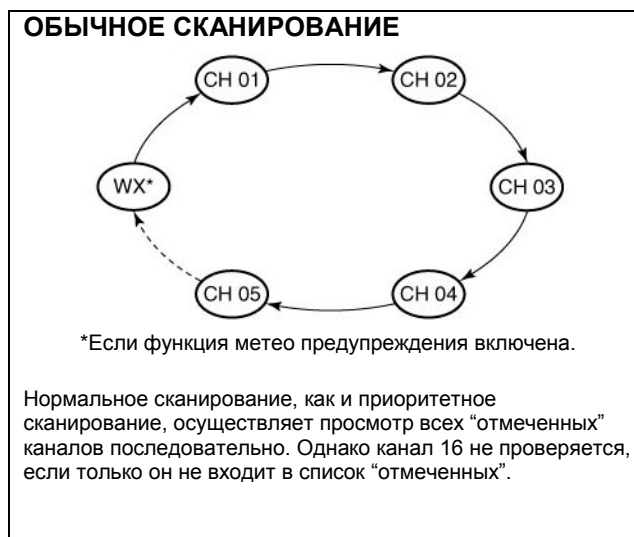 ОБЫЧНОЕ СКАНИРОВАНИЕ
CH 01
CH 02
WX*
CH 03
CH 05
CH 04
*Если функция метео предупреждения включена.
Нормальное сканирование, как и приоритетное
сканирование, осуществляет просмотр всех “отмеченных”
каналов последовательно. Однако канал 16 не проверяется,
если только он не входит в список “отмеченных”.